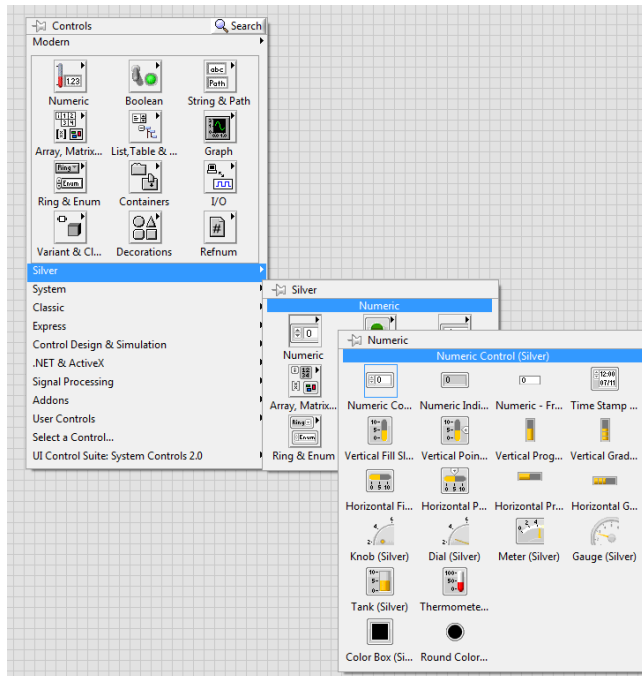 Controls Search
Modern
Numeric Boolean String & Path
Array, Matrix... List, Table & ... Graph
Ring & Enum Containers I/O
Variant & Cl... Decorations Refnum
Silver
System
Classic
Express
Control Design & Simulation
.NET & ActiveX
Signal Processing
Addons
User Controls
Select a Control...
UI Control Suite: System Controls 2.0
Silver
Numeric
Numeric
Array, Matrix...
Ring & Enum
Numeric
Numeric Control (Silver)
Numeric Co... Numeric Indi... Numeric - Fr... Time Stamp ...
Vertical Fill Sl... Vertical Poin... Vertical Prog... Vertical Grad...
Horizontal Fi... Horizontal P... Horizontal Pr... Horizontal G...
Knob (Silver) Dial (Silver) Meter (Silver) Gauge (Silver)
Tank (Silver) Thermomete...
Color Box (Si... Round Color...